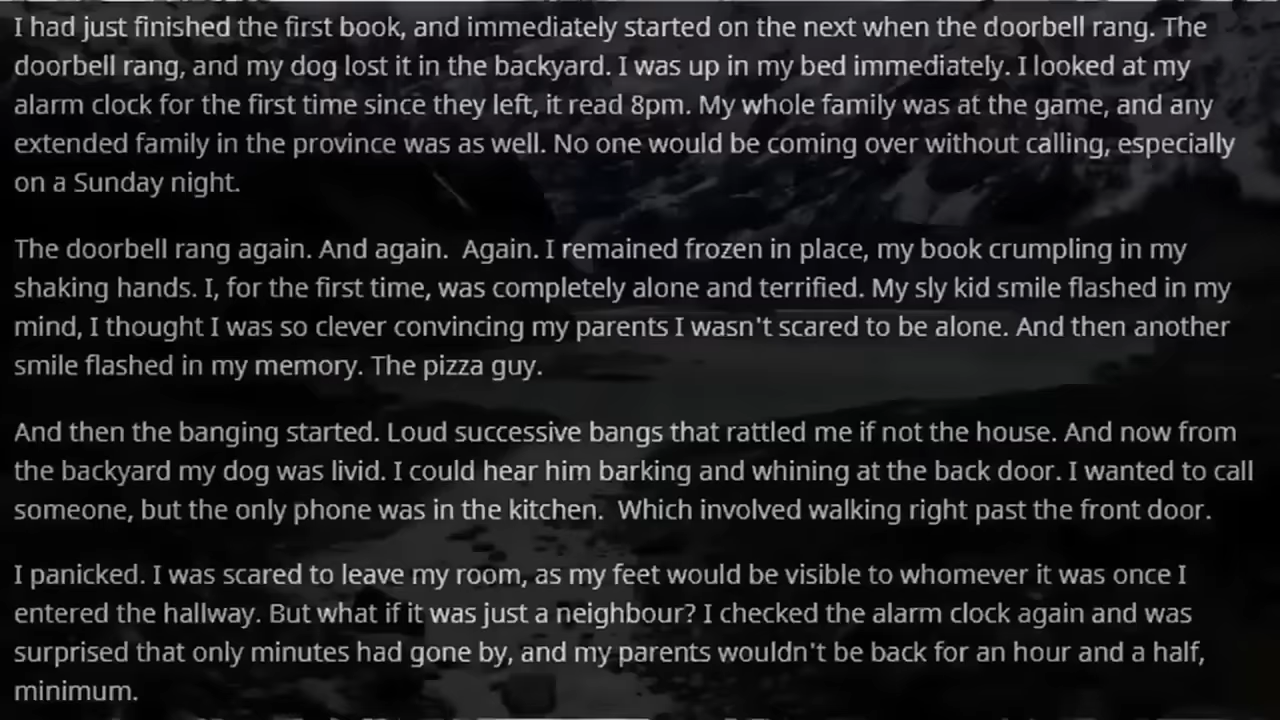 I had just finished the first book, and immediately started on the next when the doorbell rang. The
doorbell rang, and my dog lost it in the backyard. I was up in my bed immediately. I looked at my
alarm clock for the first time since they left, it read 8pm. My whole family was at the game, and any
extended family in the province was as well. No one would be coming over without calling, especially
on a Sunday night.
The doorbell rang again. And again.  Again. I remained frozen in place, my book crumpling in my
shaking hands. I, for the first time, was completely alone and terrified. My sly kid smile flashed in my
mind, I thought I was so clever convincing my parents I wasn't scared to be alone. And then another
smile flashed in my memory. The pizza guy.
And then the banging started. Loud successive bangs that rattled me if not the house. And now from
the backyard my dog was livid. I could hear him barking and whining at the back door. I wanted to call
someone, but the only phone was in the kitchen.  Which involved walking right past the front door.
I panicked. I was scared to leave my room, as my feet would be visible to whomever it was once I
entered the hallway. But what if it was just a neighbour? I checked the alarm clock again and was
surprised that only minutes had gone by, and my parents wouldn't be back for an hour and a half,
minimum.